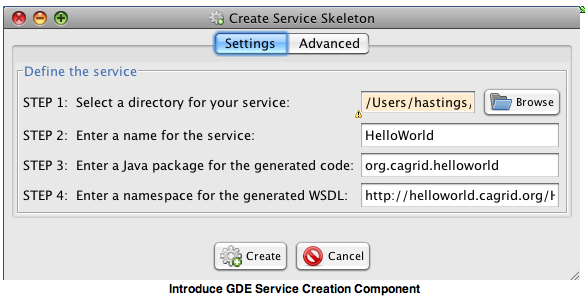 Create Service Skeleton
Settings Advanced
Define the service
STEP 1: Select a directory for your service: /Users/hastings, Browse
STEP 2: Enter a name for the service: HelloWorld
STEP 3: Enter a Java package for the generated code: org.cagrid.helloworld
STEP 4: Enter a namespace for the generated WSDL: http://helloworld.cagrid.org/H
Create Cancel
Introduce GDE Service Creation Component